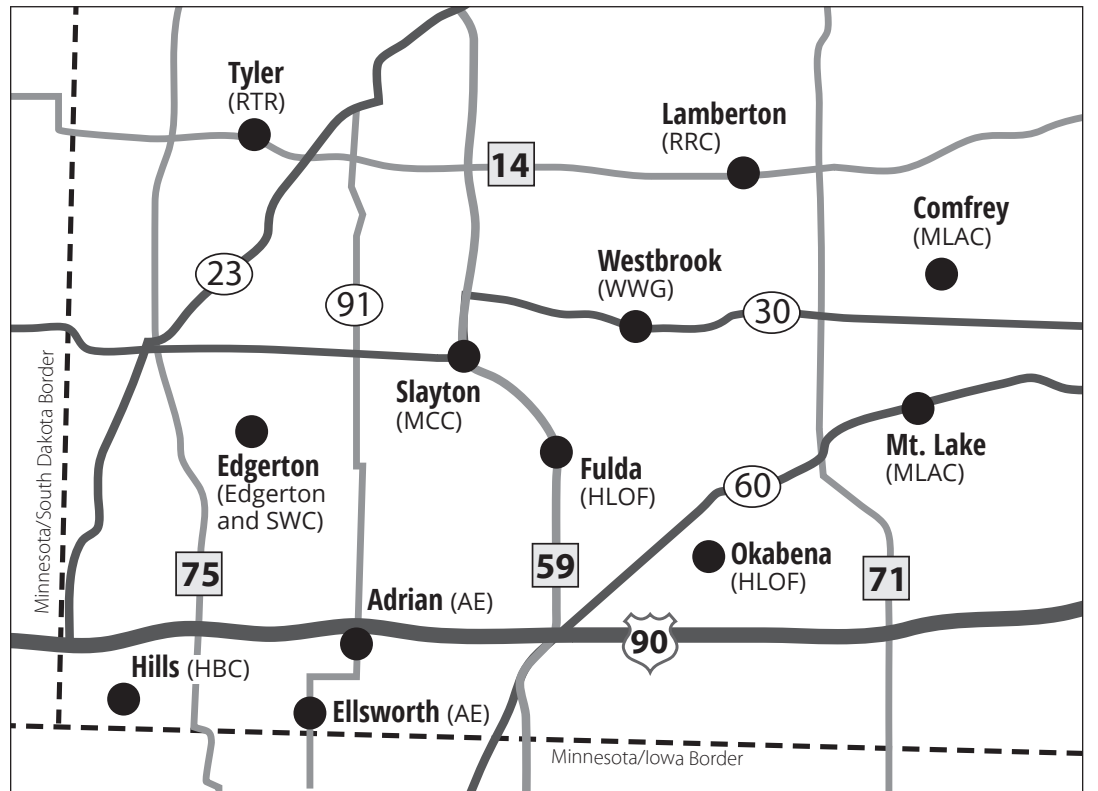 Tyler
(RTR)
Lamberton
(RRC)
14
Comfrey
(MLAC)
Westbrook
(WWG)
23
91
30
Slayton
(MCC)
Minnesota/South Dakota Border
Edgerton
(Edgerton
and SWC)
Fulda
(HLOF)
Mt. Lake
(MLAC)
60
Okabena
(HLOF)
75
59
71
Adrian (AE)
90
Hills (HBC)
Ellsworth (AE)
Minnesota/Iowa Border